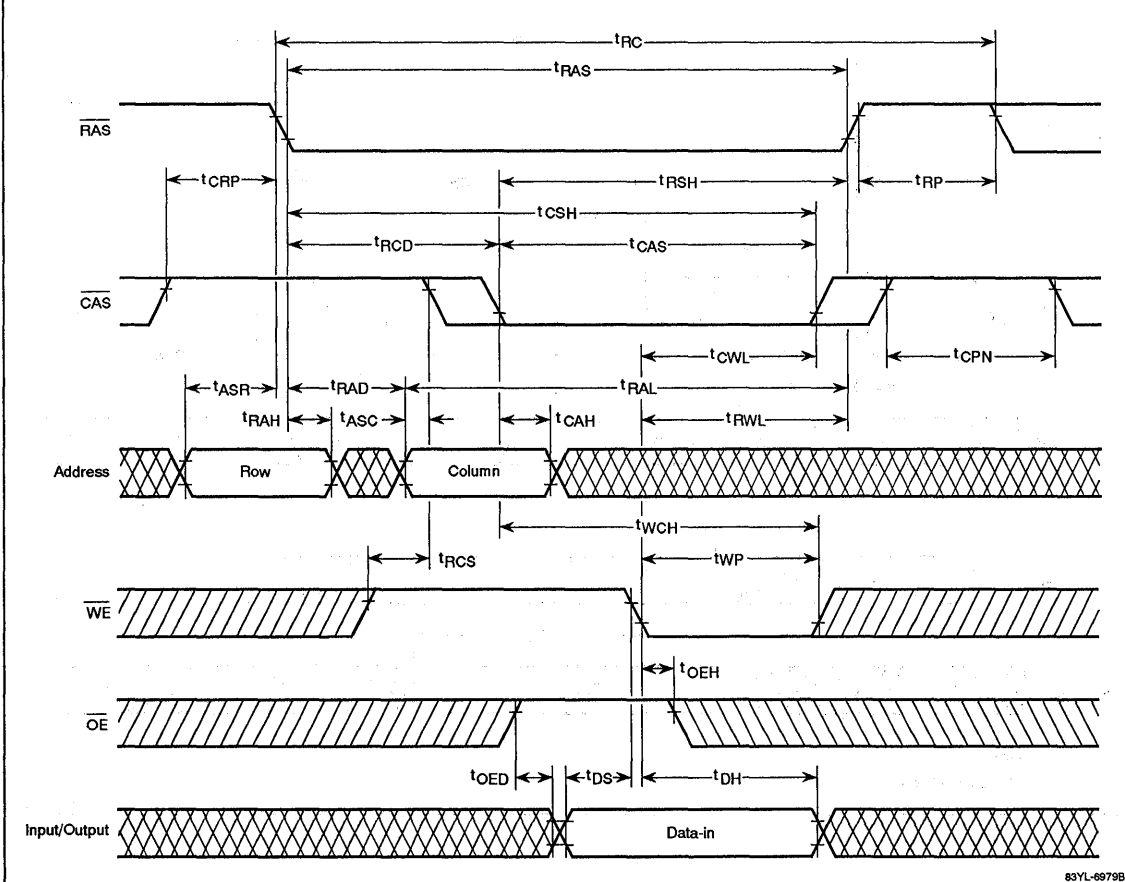 tRC
tRAS
RAS
tCRP
tRSH
tRP
tCSH
tRCD
tCAS
CAS
tCWL
tCPN
tASR
tRAD
tRAL
tRAH
tASC
tCAH
tRWL
Address
Row
Column
tWCH
tRCS
tWP
WE
tOEH
OE
tOED
tDS
tDH
Input/Output
Data-in
83YL-6979B